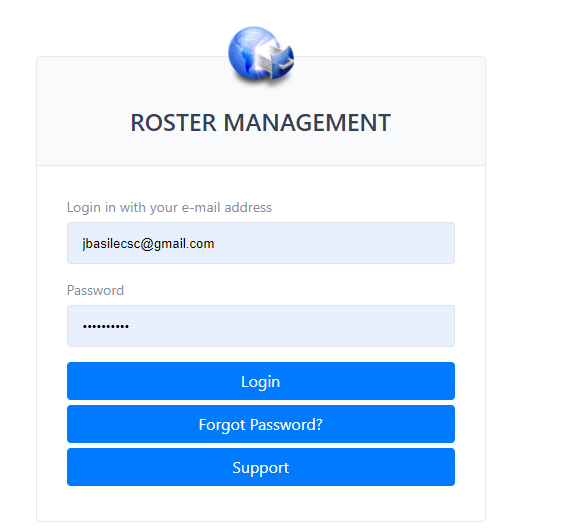 ROSTER MANAGEMENT
Login in with your e-mail address
jbasilecsc@gmail.com
Password
••••••••••
Login
Forgot Password?
Support